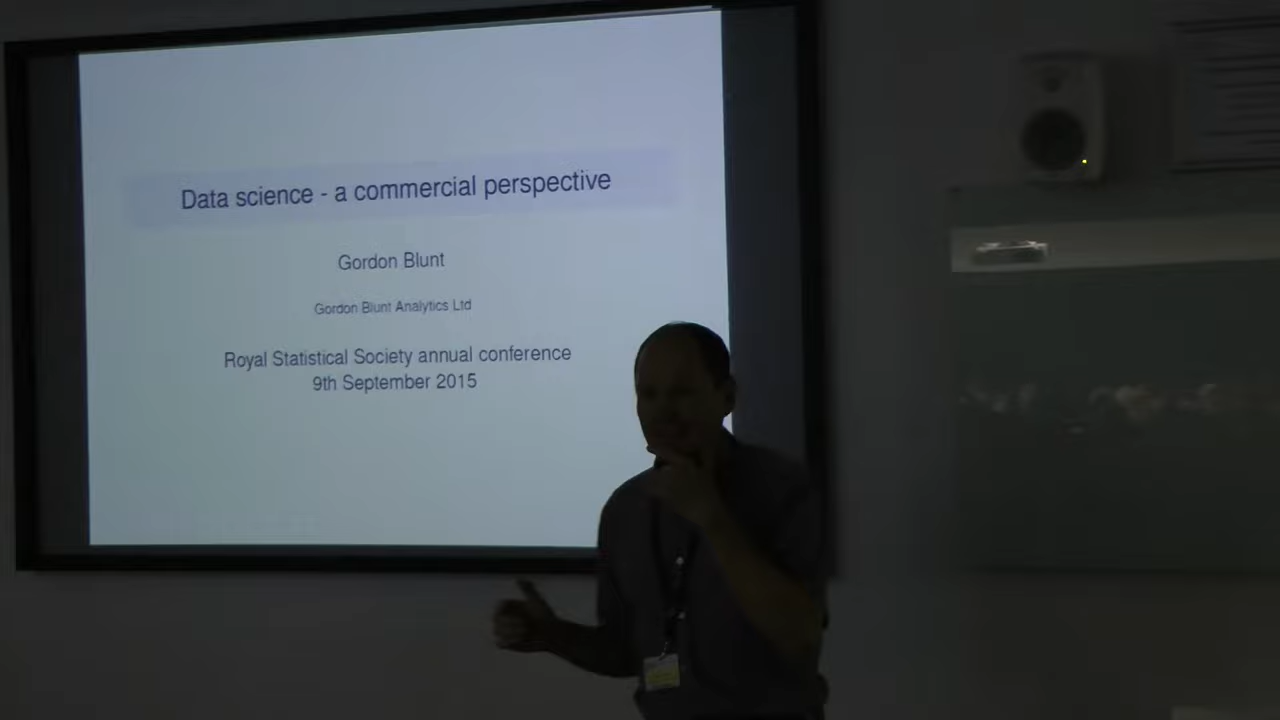 Data science - a commercial perspective
Gordon Blunt
Gordon Blunt Analytics Ltd
Royal Statistical Society annual conference
9th September 2015